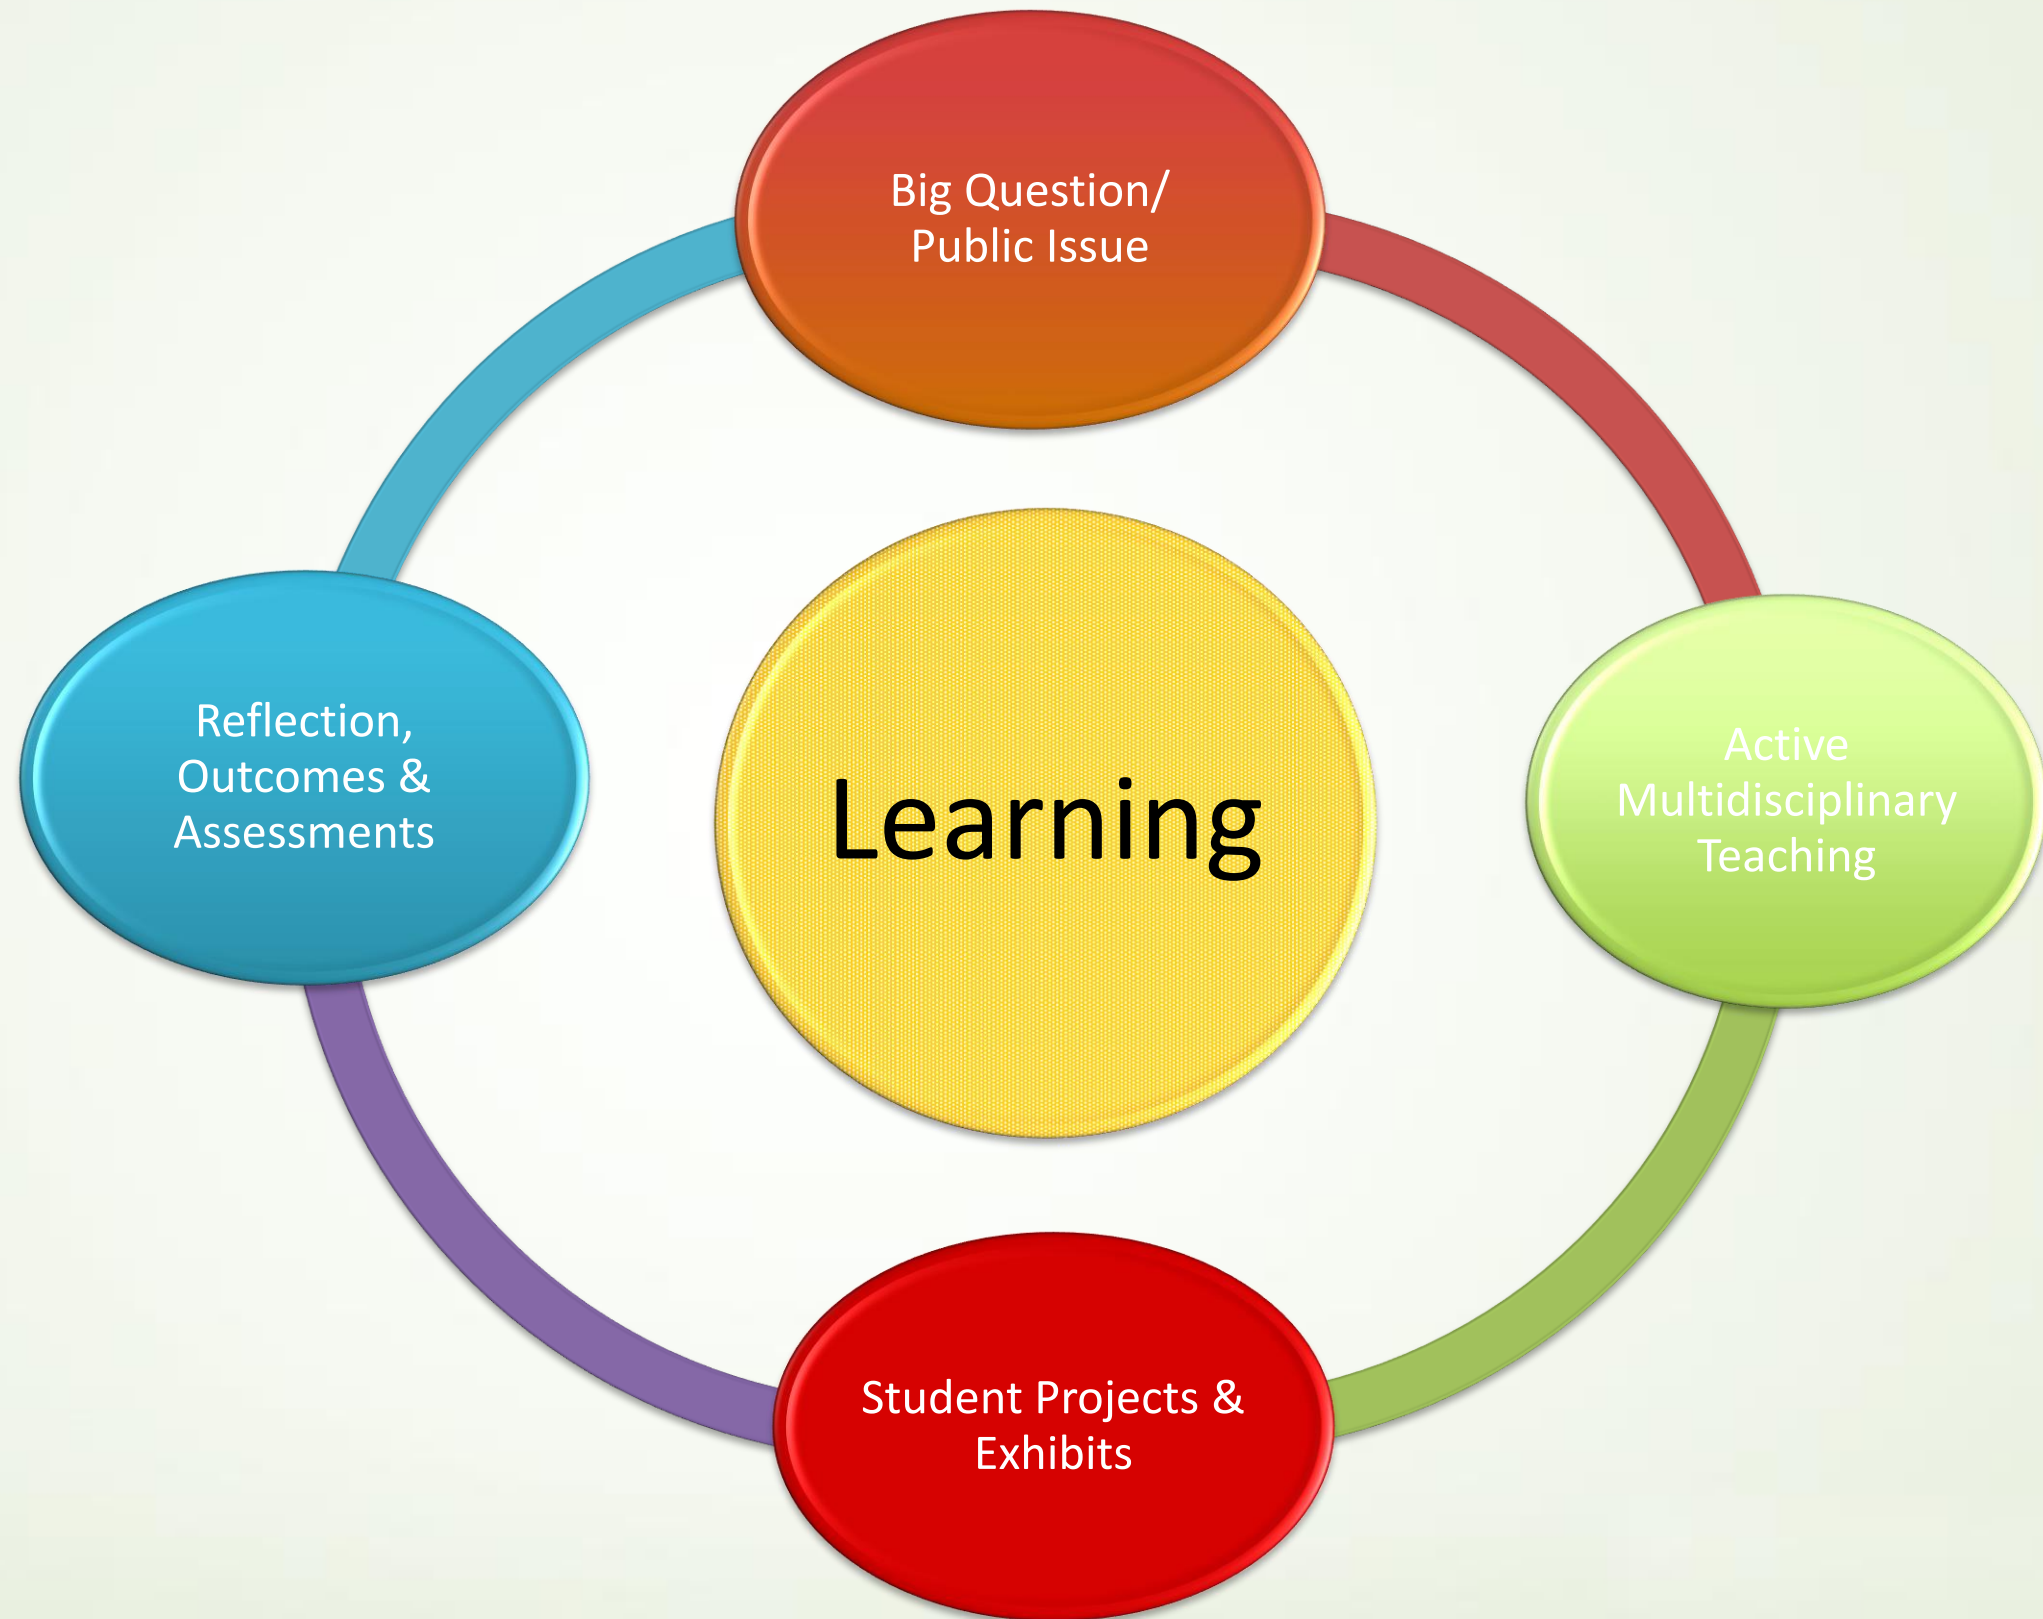 Big Question/
Public Issue
Reflection,
Outcomes &
Assessments
Learning
Active
Multidisciplinary
Teaching
Student Projects &
Exhibits